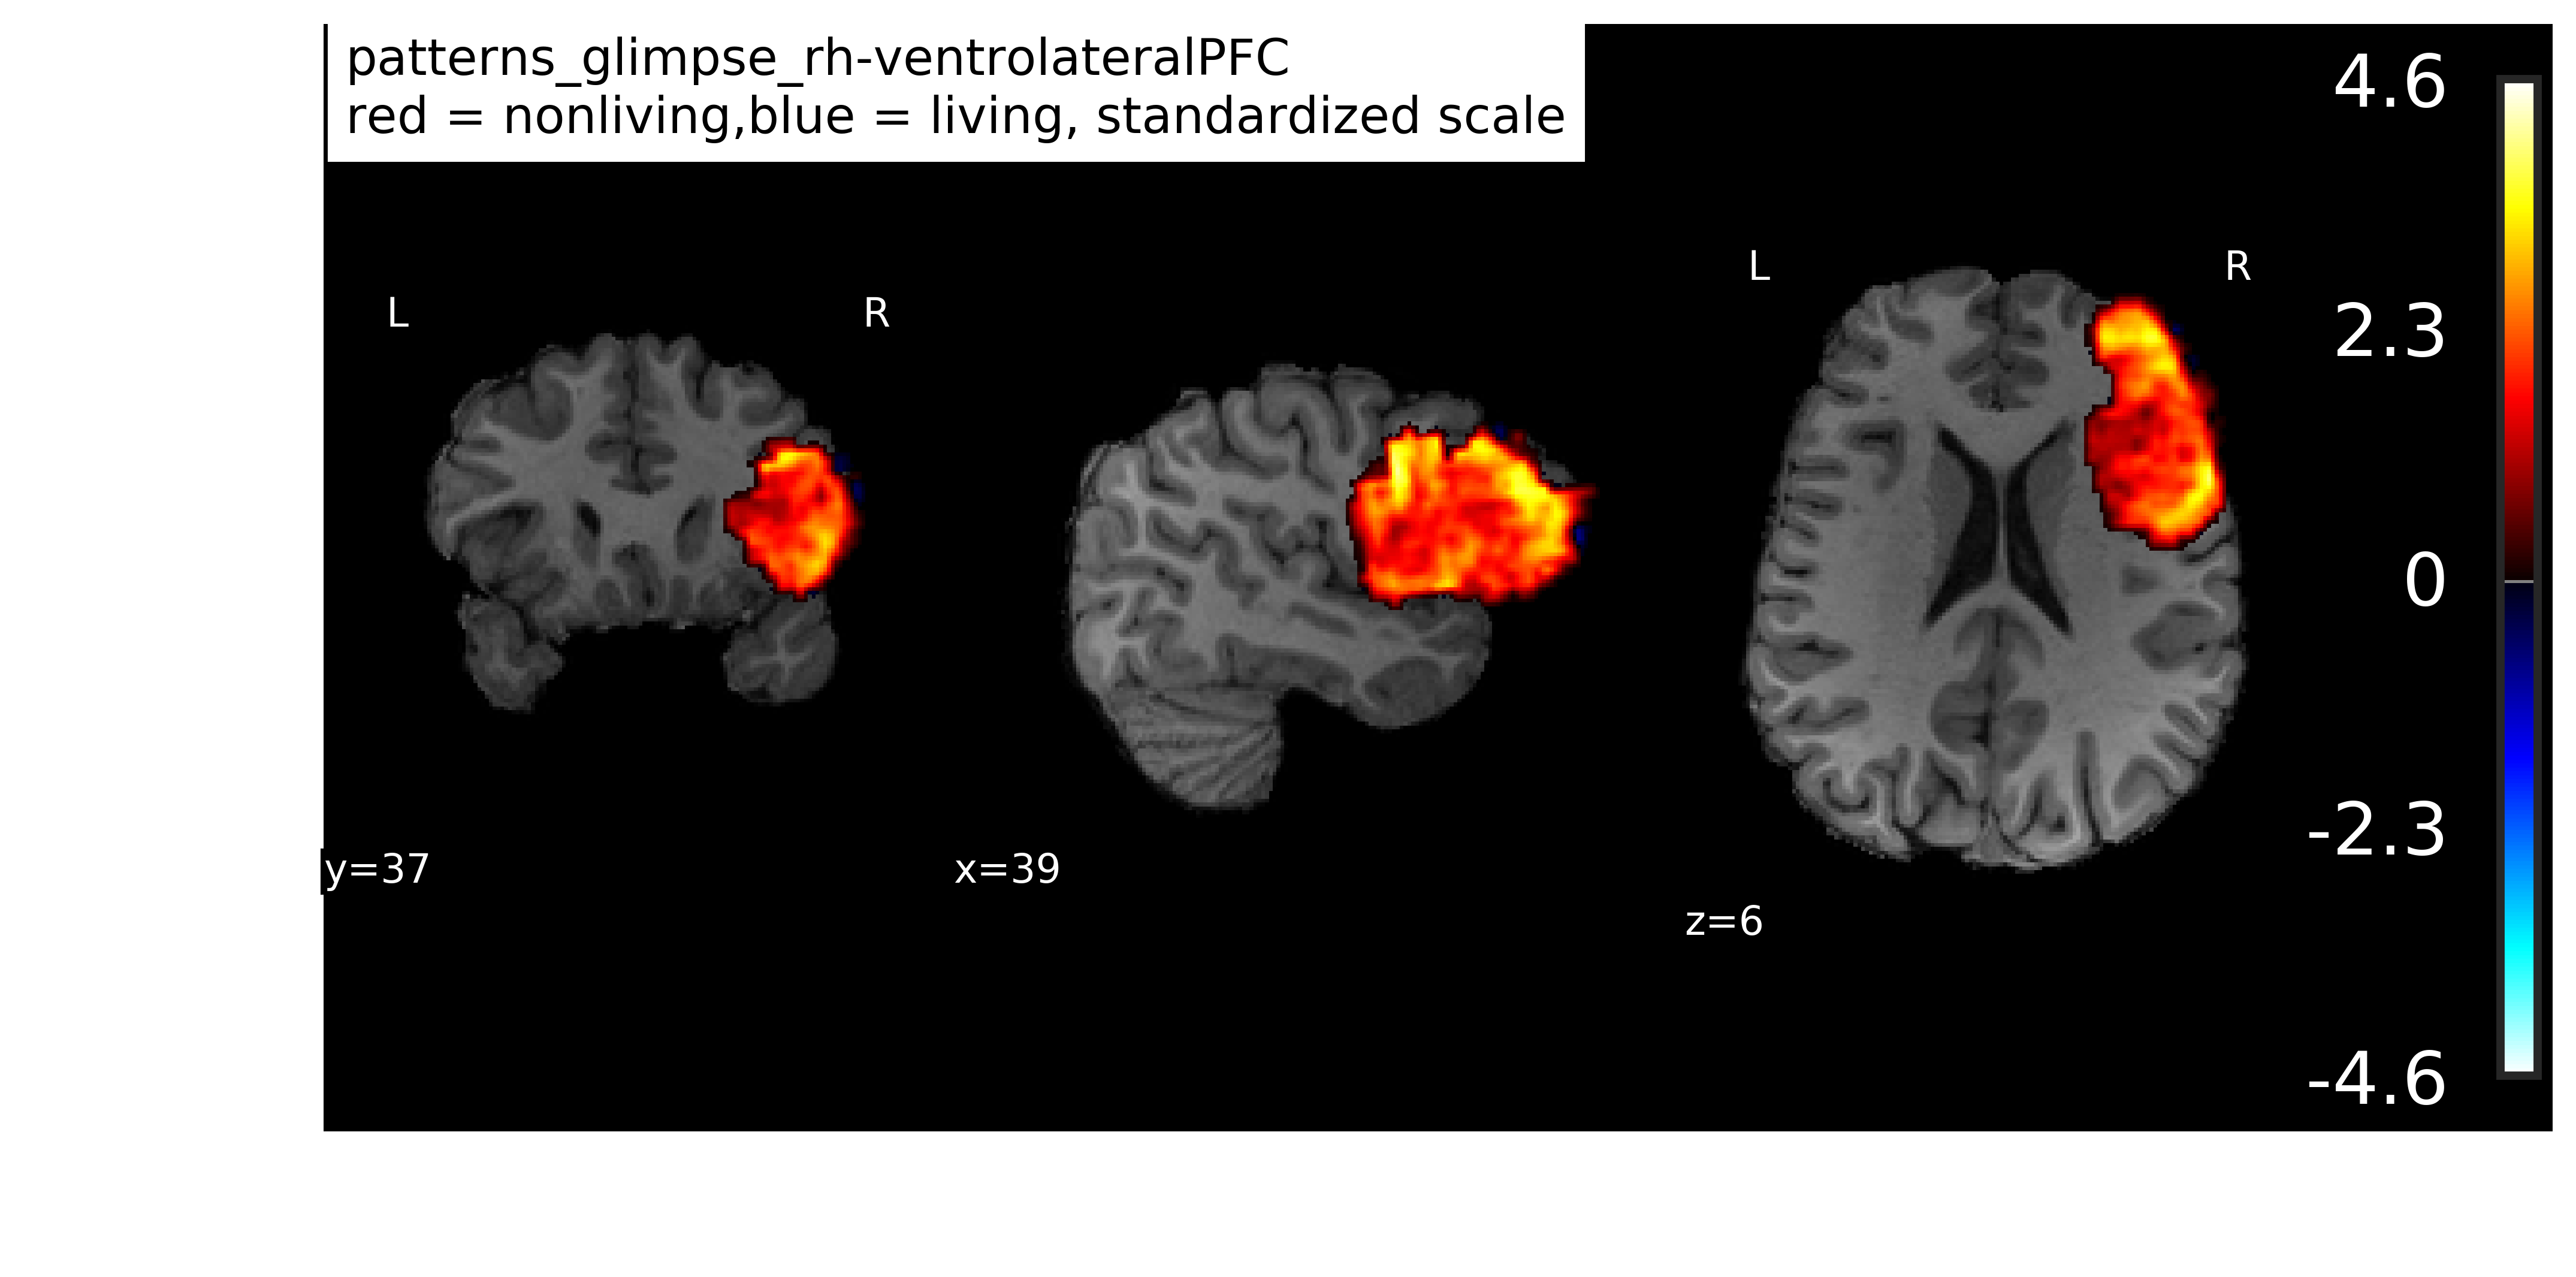 patterns_glimpse_rh-ventrolateralPFC
red = nonliving,blue = living, standardized scale
4.6
2.3
0
-2.3
-4.6
L R
L R
y=37
x=39
z=6